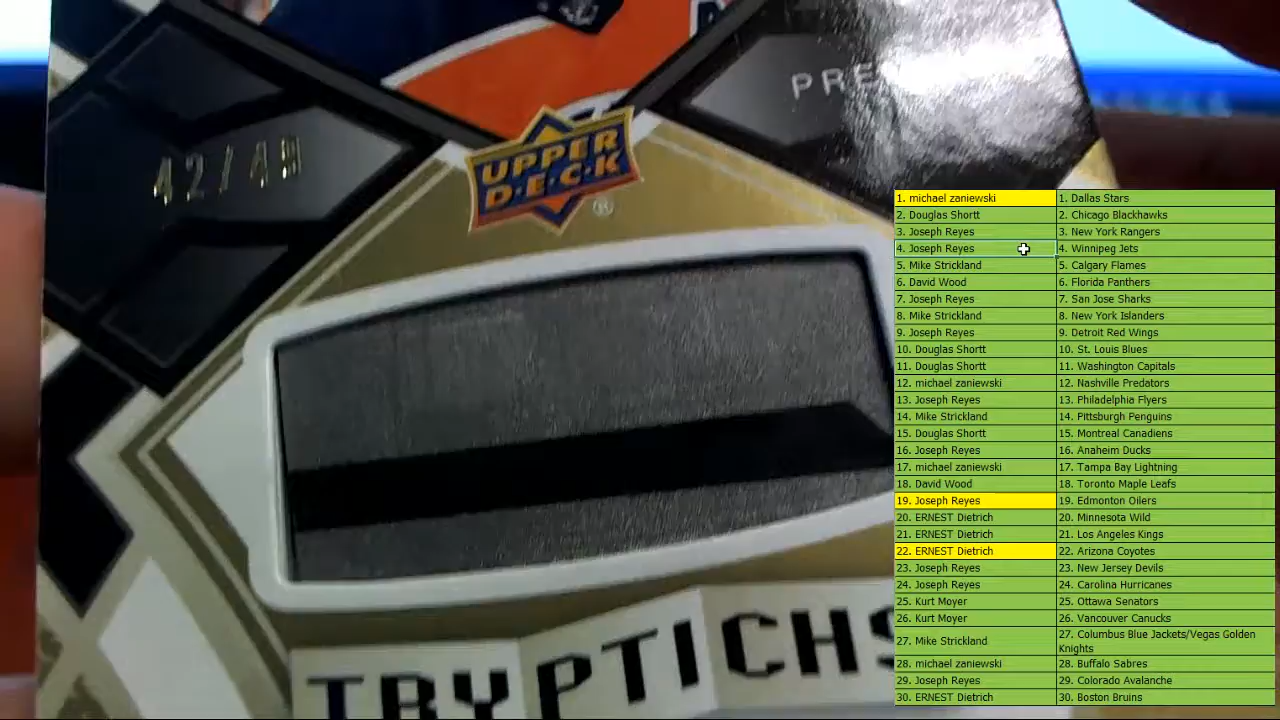 PRE
42/49
UPPER
D·E·C·K
®
TRYPTICHS
1. michael zaniewski 1. Dallas Stars
2. Douglas Shortt 2. Chicago Blackhawks
3. Joseph Reyes 3. New York Rangers
4. Joseph Reyes 4. Winnipeg Jets
5. Mike Strickland 5. Calgary Flames
6. David Wood 6. Florida Panthers
7. Joseph Reyes 7. San Jose Sharks
8. Mike Strickland 8. New York Islanders
9. Joseph Reyes 9. Detroit Red Wings
10. Douglas Shortt 10. St. Louis Blues
11. Douglas Shortt 11. Washington Capitals
12. michael zaniewski 12. Nashville Predators
13. Joseph Reyes 13. Philadelphia Flyers
14. Mike Strickland 14. Pittsburgh Penguins
15. Douglas Shortt 15. Montreal Canadiens
16. Joseph Reyes 16. Anaheim Ducks
17. michael zaniewski 17. Tampa Bay Lightning
18. David Wood 18. Toronto Maple Leafs
19. Joseph Reyes 19. Edmonton Oilers
20. ERNEST Dietrich 20. Minnesota Wild
21. ERNEST Dietrich 21. Los Angeles Kings
22. ERNEST Dietrich 22. Arizona Coyotes
23. Joseph Reyes 23. New Jersey Devils
24. Joseph Reyes 24. Carolina Hurricanes
25. Kurt Moyer 25. Ottawa Senators
26. Kurt Moyer 26. Vancouver Canucks
27. Mike Strickland 27. Columbus Blue Jackets/Vegas Golden
Knights
28. michael zaniewski 28. Buffalo Sabres
29. Joseph Reyes 29. Colorado Avalanche
30. ERNEST Dietrich 30. Boston Bruins